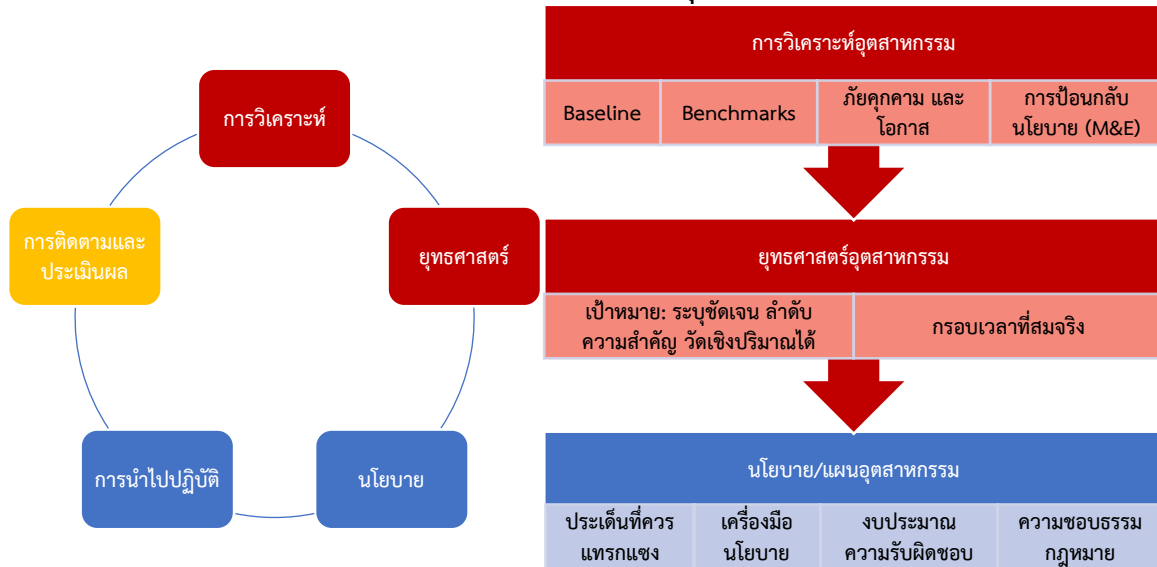 การวิเคราะห์
ยุทธศาสตร์
นโยบาย
การนำไปปฏิบัติ
การติดตามและ
ประเมินผล
การวิเคราะห์อุตสาหกรรม
Baseline
Benchmarks
ภัยคุกคาม และ
โอกาส
การป้อนกลับ
นโยบาย (M&E)
ยุทธศาสตร์อุตสาหกรรม
เป้าหมาย: ระบุชัดเจน ลำดับ
ความสำคัญ วัดเชิงปริมาณได้
กรอบเวลาที่สมจริง
นโยบาย/แผนอุตสาหกรรม
ประเด็นที่ควร
แทรกแซง
เครื่องมือ
นโยบาย
งบประมาณ
ความรับผิดชอบ
ความชอบธรรม
กฎหมาย